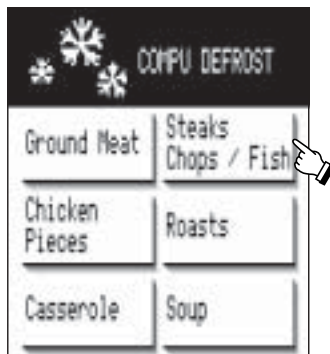 COMPU DEFROST
Ground Meat
Steaks
Chops / Fish
Chicken
Pieces
Roasts
Casserole
Soup